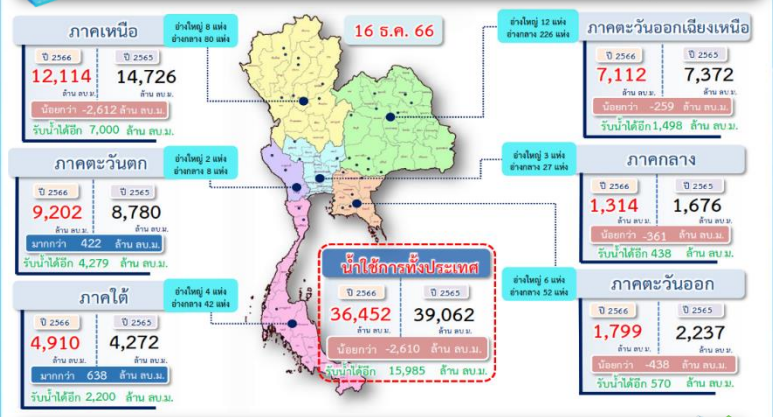 ภาคเหนือ
ปี 2566 ปี 2565
12,114 14,726
ล้าน ลบ.ม. ล้าน ลบ.ม.
น้อยกว่า -2,612 ล้าน ลบ.ม.
รับน้ำได้อีก 7,000 ล้าน ลบ.ม.
อ่างใหญ่ 8 แห่ง
อ่างกลาง 80 แห่ง
16 ธ.ค. 66
อ่างใหญ่ 12 แห่ง
อ่างกลาง 226 แห่ง
ภาคตะวันออกเฉียงเหนือ
ปี 2566 ปี 2565
7,112 7,372
ล้าน ลบ.ม. ล้าน ลบ.ม.
น้อยกว่า -259 ล้าน ลบ.ม.
รับน้ำได้อีก 1,498 ล้าน ลบ.ม.
ภาคตะวันตก
ปี 2566 ปี 2565
9,202 8,780
ล้าน ลบ.ม. ล้าน ลบ.ม.
มากกว่า 422 ล้าน ลบ.ม.
รับน้ำได้อีก 4,279 ล้าน ลบ.ม.
อ่างใหญ่ 2 แห่ง
อ่างกลาง 8 แห่ง
อ่างใหญ่ 3 แห่ง
อ่างกลาง 27 แห่ง
ภาคกลาง
ปี 2566 ปี 2565
1,314 1,676
ล้าน ลบ.ม. ล้าน ลบ.ม.
น้อยกว่า -361 ล้าน ลบ.ม.
รับน้ำได้อีก 438 ล้าน ลบ.ม.
ภาคใต้
ปี 2566 ปี 2565
4,910 4,272
ล้าน ลบ.ม. ล้าน ลบ.ม.
มากกว่า 638 ล้าน ลบ.ม.
รับน้ำได้อีก 2,200 ล้าน ลบ.ม.
อ่างใหญ่ 4 แห่ง
อ่างกลาง 42 แห่ง
น้ำใช้การทั้งประเทศ
ปี 2566 ปี 2565
36,452 39,062
ล้าน ลบ.ม. ล้าน ลบ.ม.
น้อยกว่า -2,610 ล้าน ลบ.ม.
รับน้ำได้อีก 15,985 ล้าน ลบ.ม.
อ่างใหญ่ 6 แห่ง
อ่างกลาง 52 แห่ง
ภาคตะวันออก
ปี 2566 ปี 2565
1,799 2,237
ล้าน ลบ.ม. ล้าน ลบ.ม.
น้อยกว่า -438 ล้าน ลบ.ม.
รับน้ำได้อีก 570 ล้าน ลบ.ม.